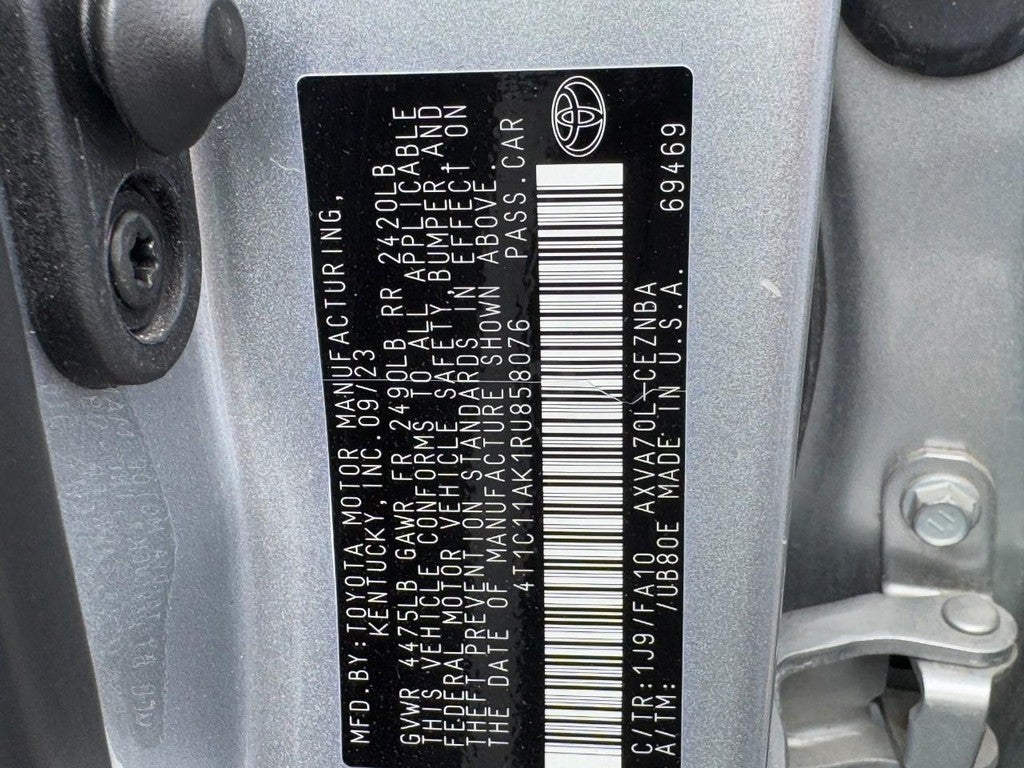 MFD.BY:TOYOTA MOTOR MANUFACTURING,
KENTUCKY, INC.09/23
GVWR 4475LB GAWR FR 2490LB RR 2420LB
THIS VEHICLE CONFORMS TO ALL APPLICABLE
FEDERAL MOTOR VEHICLE SAFETY, BUMPER AND
THEFT PREVENTION STANDARDS IN EFFECT ON
THE DATE OF MANUFACTURE SHOWN ABOVE.
4T1C11AK1RU858076 PASS.CAR
C/TR:1J9/FA10 AXVA70L-CEZNBA 69469
A/TM: /UB80E MADE IN U.S.A.